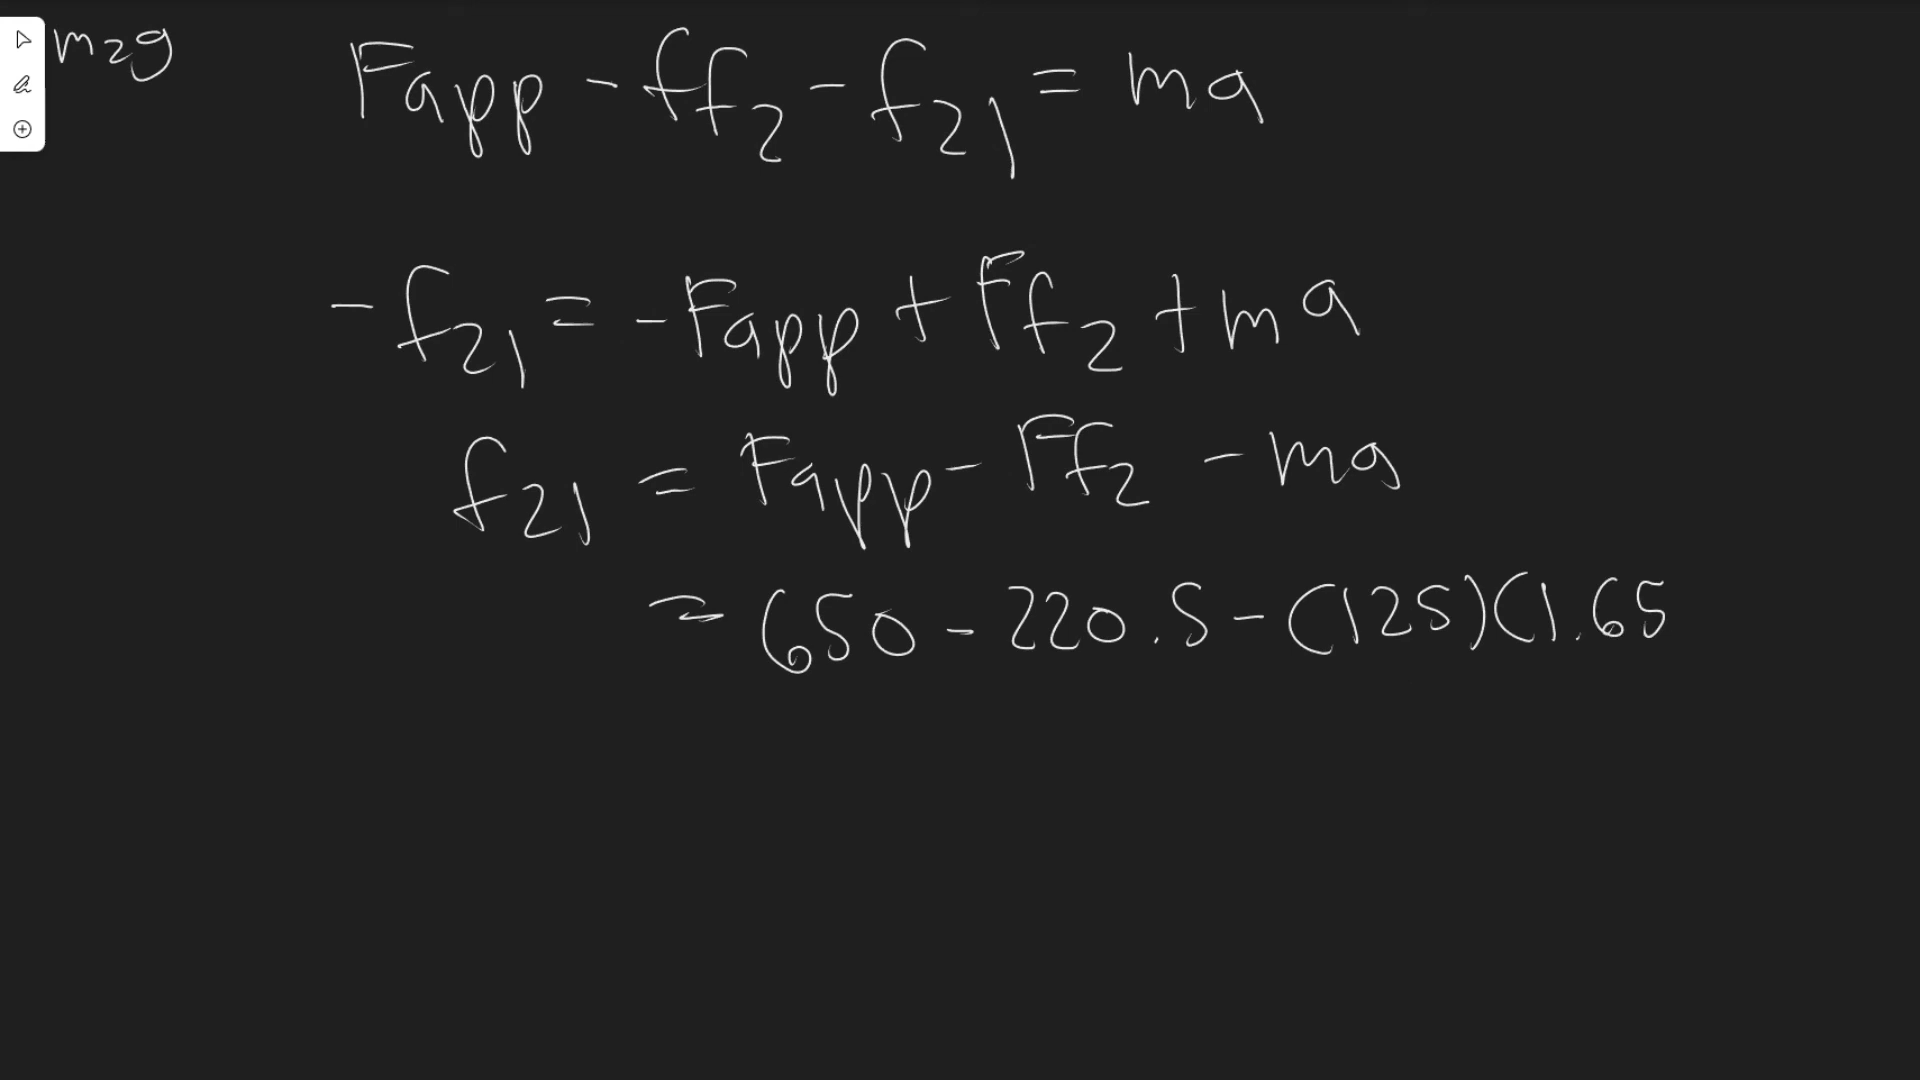 m2g
Fapp - ff2 - f21 = ma
-f21 = -Fapp + Ff2 + ma
f21 = Fapp - Ff2 - ma
= 650 - 220.5 - (125)(1.65